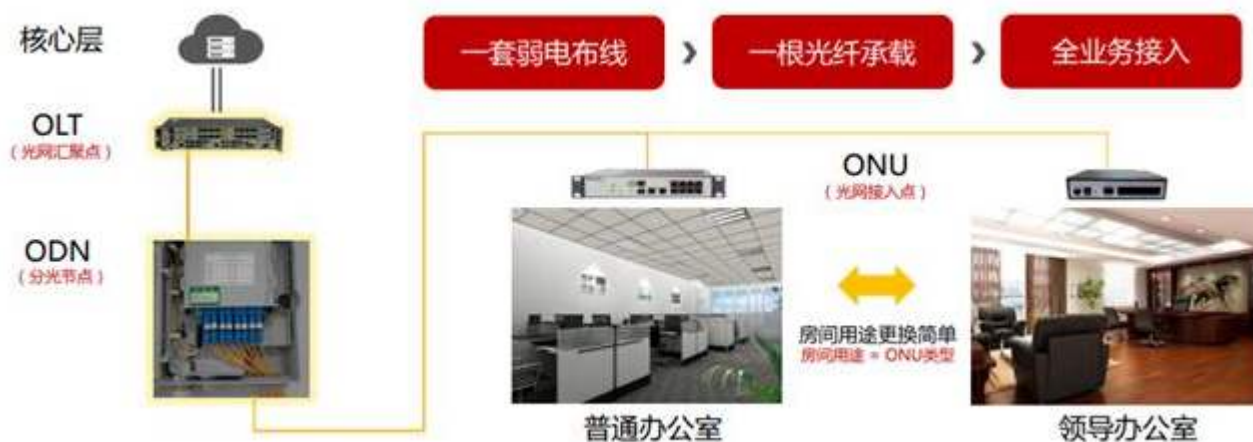 核心层
一套弱电布线
一根光纤承载
全业务接入
OLT
（光网汇聚点）
ONU
（光网接入点）
ODN
（分光节点）
房间用途更换简单
房间用途 = ONU类型
普通办公室
领导办公室